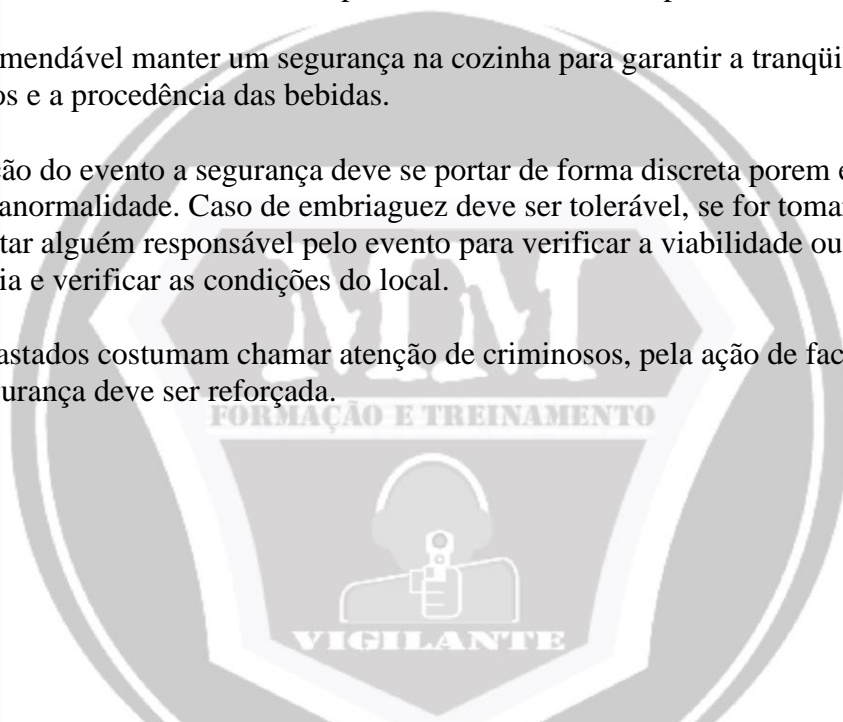 mendável manter um segurança na cozinha para garantir a tranqüi
os e a procedência das bebidas.
ção do evento a segurança deve se portar de forma discreta porem e
anormalidade. Caso de embriaguez deve ser tolerável, se for tomar
tar alguém responsável pelo evento para verificar a viabilidade ou
ia e verificar as condições do local.
astados costumam chamar atenção de criminosos, pela ação de fac
urança deve ser reforçada.
MM
FORMAÇÃO E TREINAMENTO
VIGILANTE